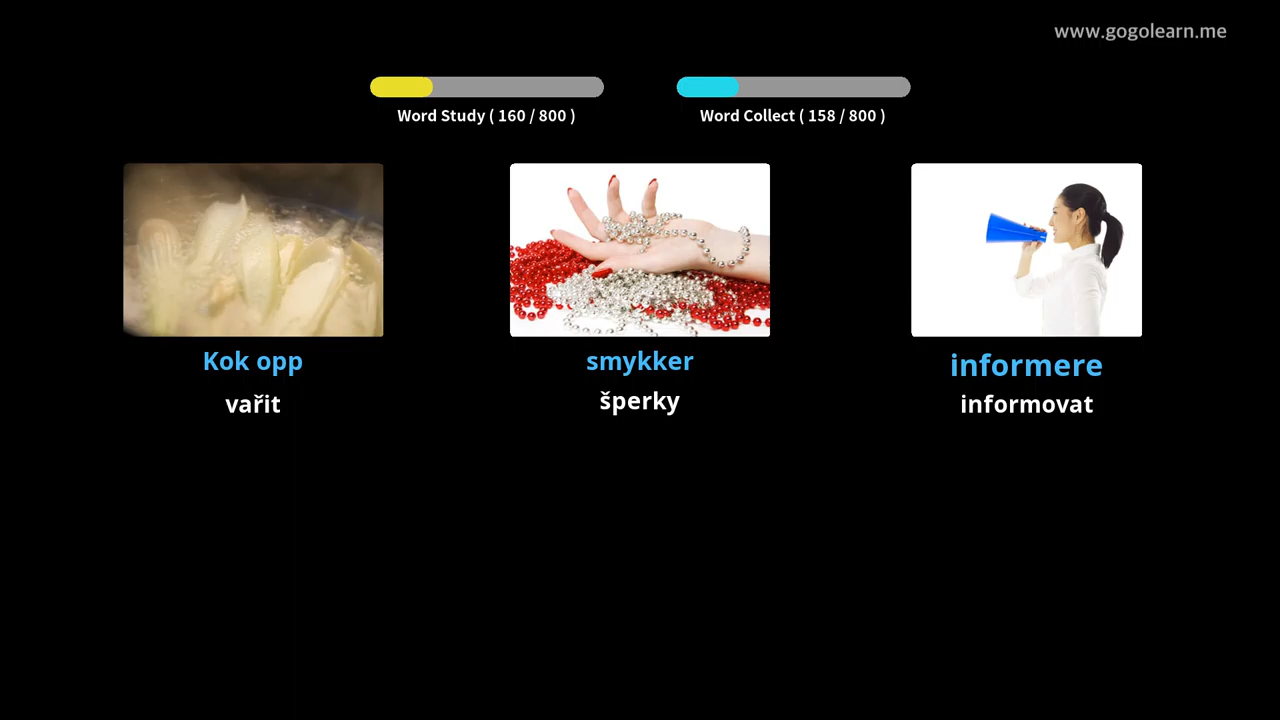 www.gogolearn.me
Word Study ( 160 / 800 )
Word Collect ( 158 / 800 )
Kok opp
smykker
informere
vařit
šperky
informovat